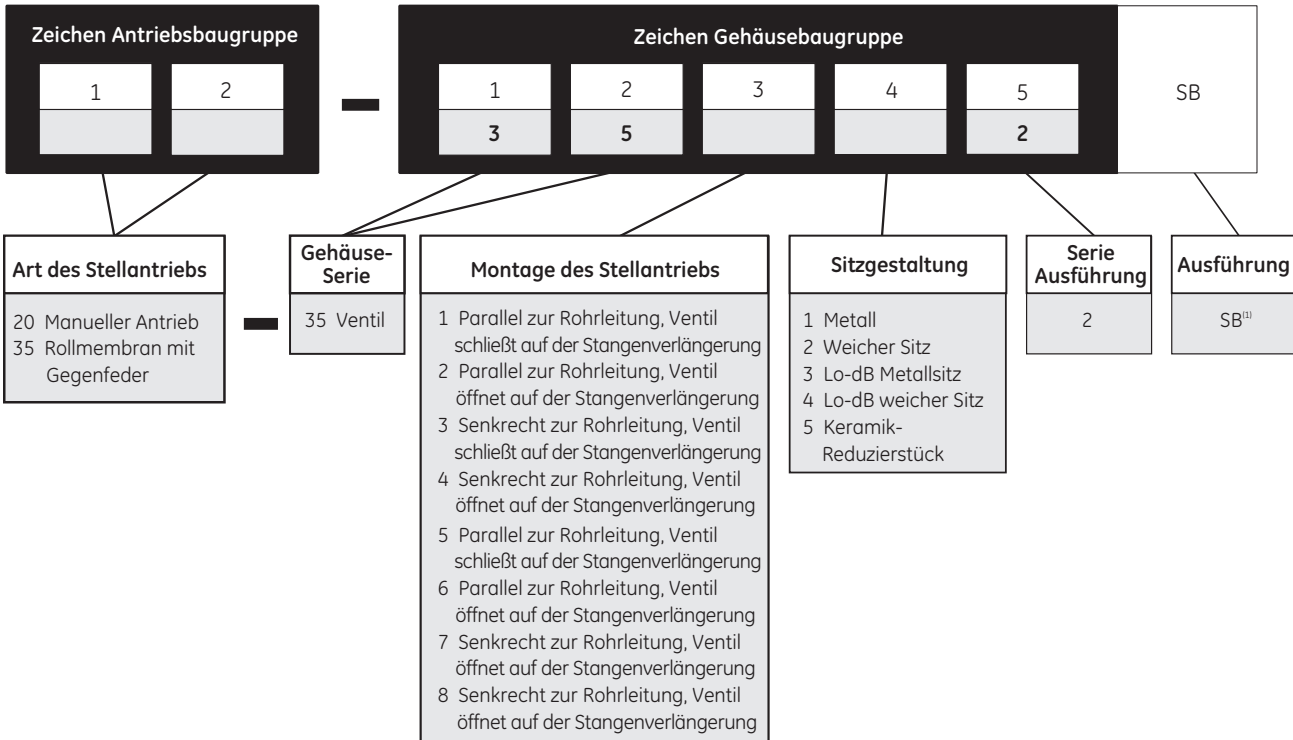 Zeichen Antriebsbaugruppe
1 2
Zeichen Gehäusebaugruppe
1 2 3 4 5 SB
3 5 2
Art des Stellantriebs
20 Manueller Antrieb
35 Rollmembran mit
Gegenfeder
Gehäuse-
Serie
35 Ventil
Montage des Stellantriebs
1 Parallel zur Rohrleitung, Ventil
schließt auf der Stangenverlängerung
2 Parallel zur Rohrleitung, Ventil
öffnet auf der Stangenverlängerung
3 Senkrecht zur Rohrleitung, Ventil
schließt auf der Stangenverlängerung
4 Senkrecht zur Rohrleitung, Ventil
öffnet auf der Stangenverlängerung
5 Parallel zur Rohrleitung, Ventil
schließt auf der Stangenverlängerung
6 Parallel zur Rohrleitung, Ventil
öffnet auf der Stangenverlängerung
7 Senkrecht zur Rohrleitung, Ventil
öffnet auf der Stangenverlängerung
8 Senkrecht zur Rohrleitung, Ventil
öffnet auf der Stangenverlängerung
Sitzgestaltung
1 Metall
2 Weicher Sitz
3 Lo-dB Metallsitz
4 Lo-dB weicher Sitz
5 Keramik-
Reduzierstück
Serie
Ausführung
2
Ausführung
SB(1)